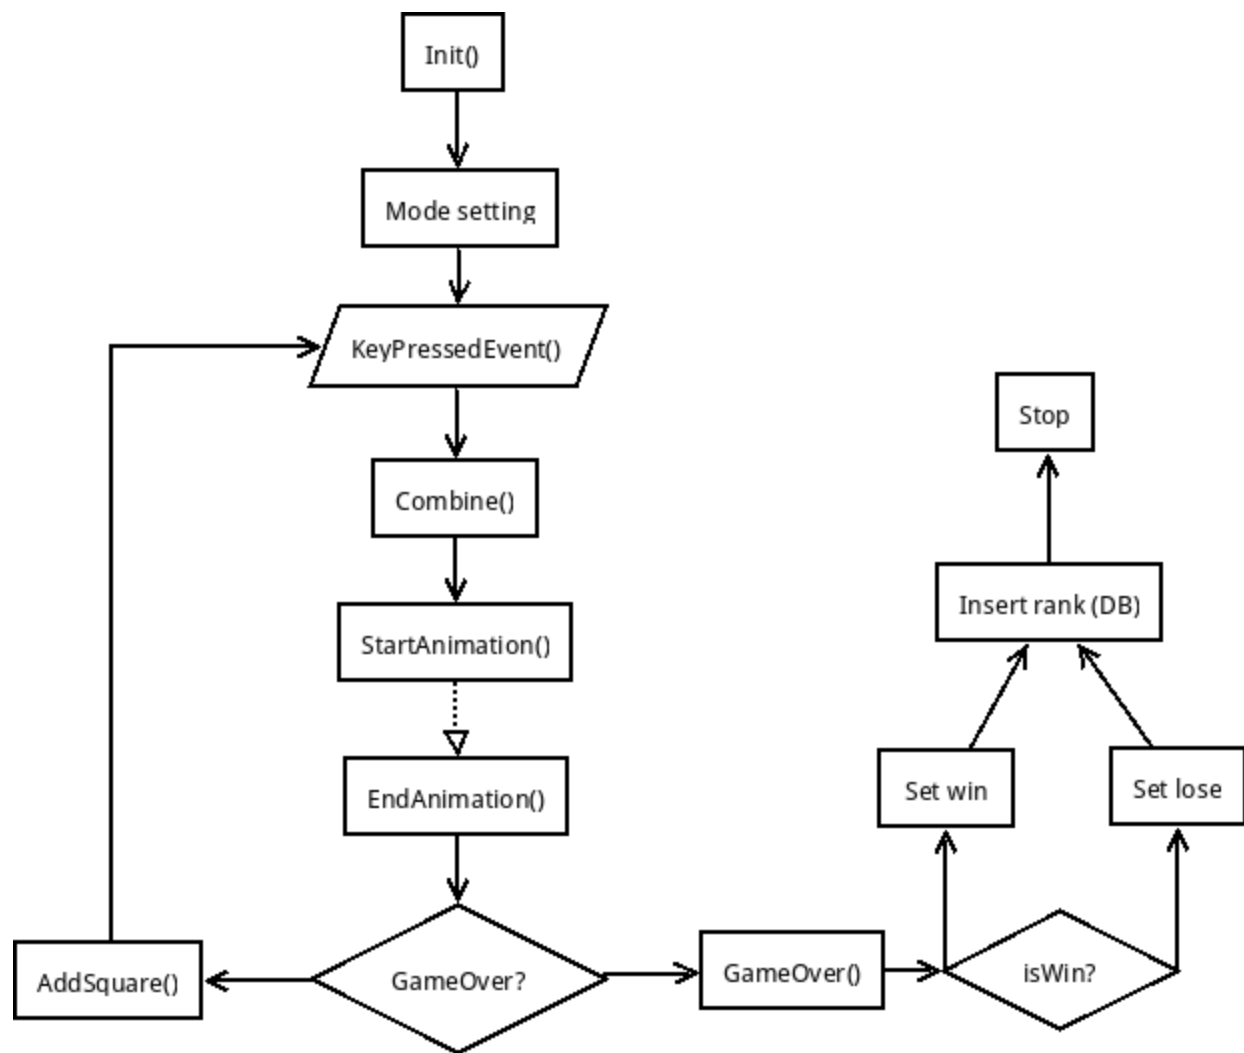 Init()
Mode setting
KeyPressedEvent()
Combine()
StartAnimation()
EndAnimation()
GameOver?
AddSquare()
GameOver()
isWin?
Set win
Set lose
Insert rank (DB)
Stop